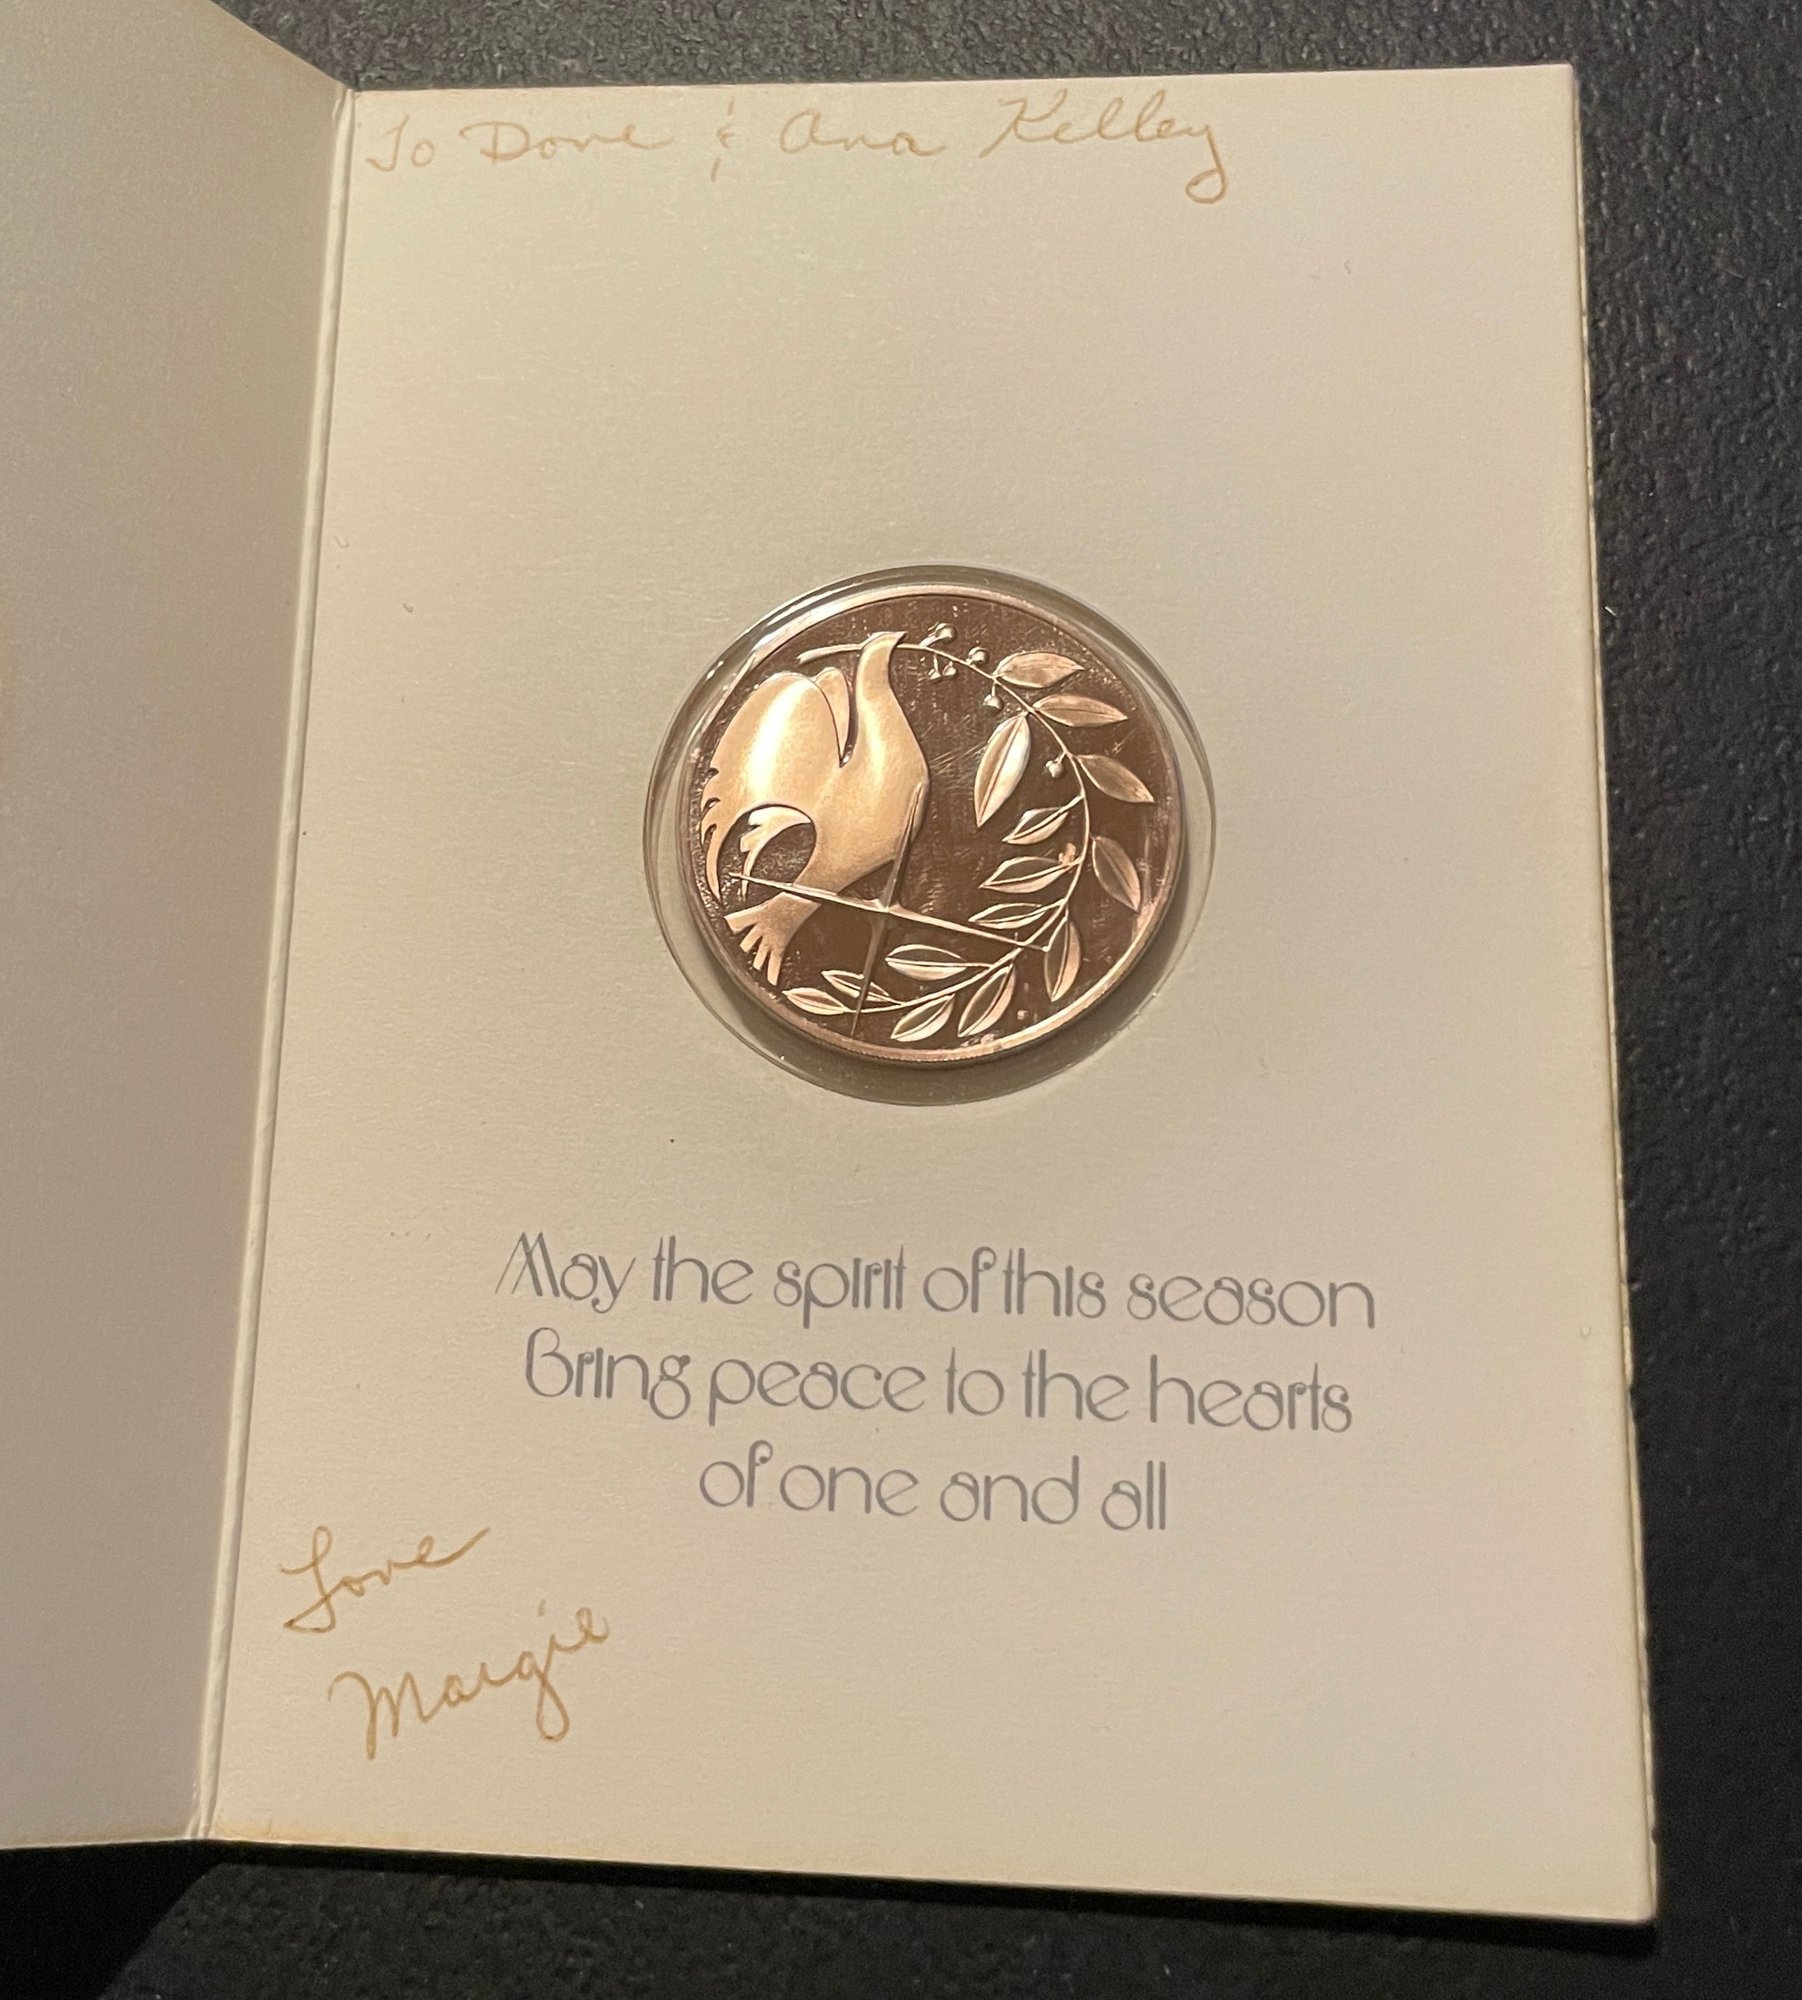 To Dove & Ana Kelley
May the spirit of this season
Bring peace to the hearts
of one and all
Love
Margie